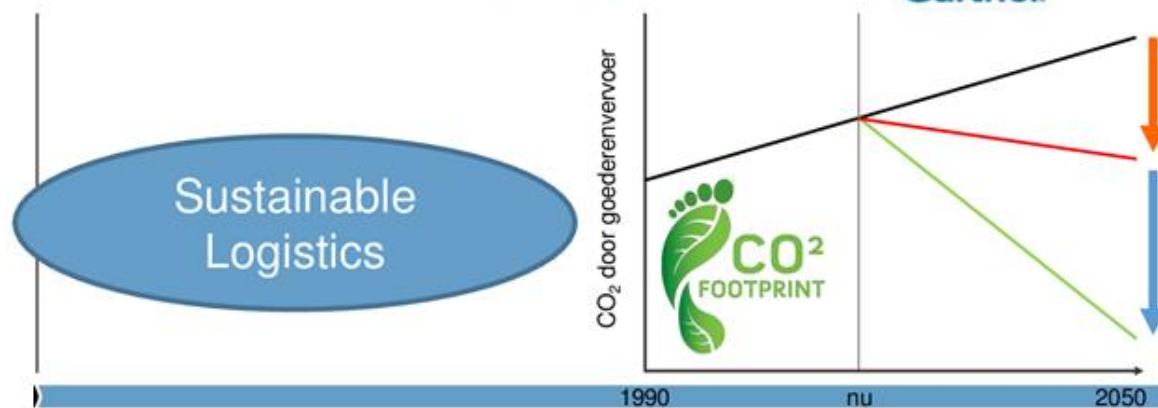 Sustainable
Logistics
CO₂ door goederenvervoer
CO²
FOOTPRINT
1990
nu
2050